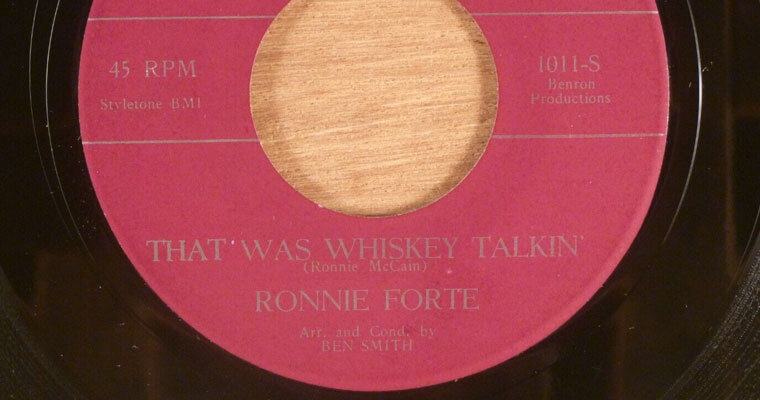 45 RPM
Styletone BMI
1011-S
Benron
Productions
THAT WAS WHISKEY TALKIN'
(Ronnie McCain)
RONNIE FORTE
Arr. and Cond. by
BEN SMITH